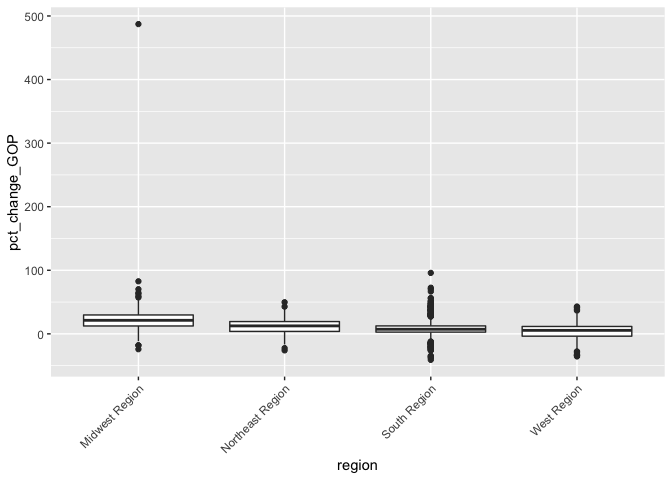 500
400
300
200
100
0
pct_change_GOP
Midwest Region
Northeast Region
South Region
West Region
region